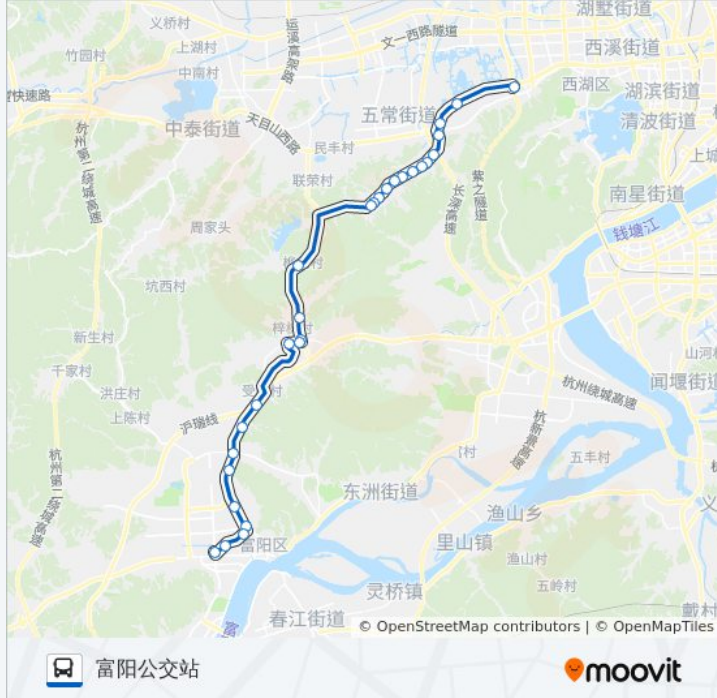 湖墅街道
义桥村
运溪高架路
文一西路隧道
上湖村
西溪街道
竹园村
中南村
西湖区
湖滨街道
五常街道
清波街道
中泰街道
天目山西路
民丰村
上城
杭州第二绕城高速
联荣村
紫之隧道
长深高速
南星街道
周家头
钱塘江
坑西村
新生村
山河村
千家村
洪庄村
闻堰街道
杭州绕城高速
上陈村
沪瑞线
杭新景高速
五丰村
杭州第二绕城高速
东洲街道
渔山乡
富阳区
里山镇
渔山村
灵桥镇
五岭村
春江街道
戴村
© OpenStreetMap contributors | © OpenMapTiles
富阳公交站
moovit